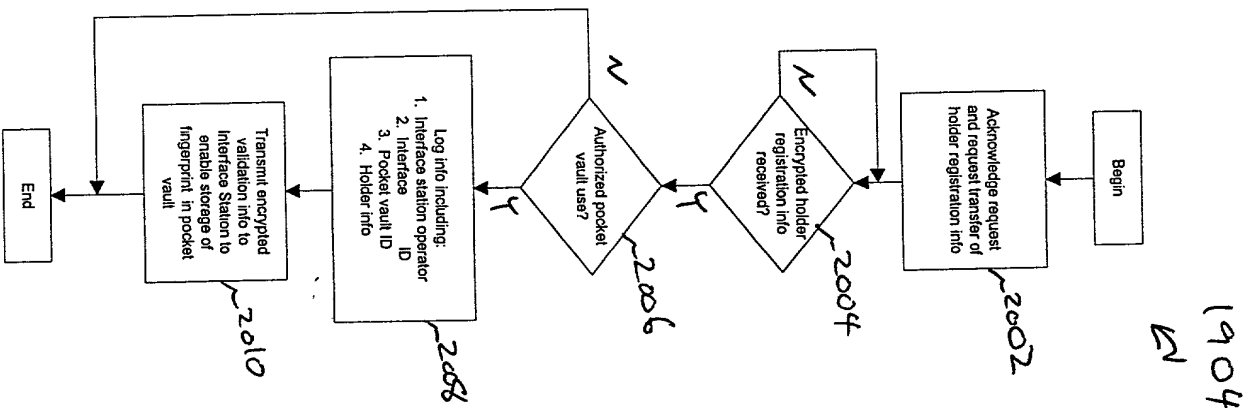 1904
Begin
Acknowledge request
and request transfer of
holder registration info
2002
Encrypted holder
registration info
received?
2004
N
Y
Authorized pocket
vault use?
2006
N
Y
Log info including:
1. Interface station operator
2. Interface ID
3. Pocket vault ID
4. Holder info
2008
Transmit encrypted
validation info to
Interface Station to
enable storage of
fingerprint in pocket
vault
2010
End